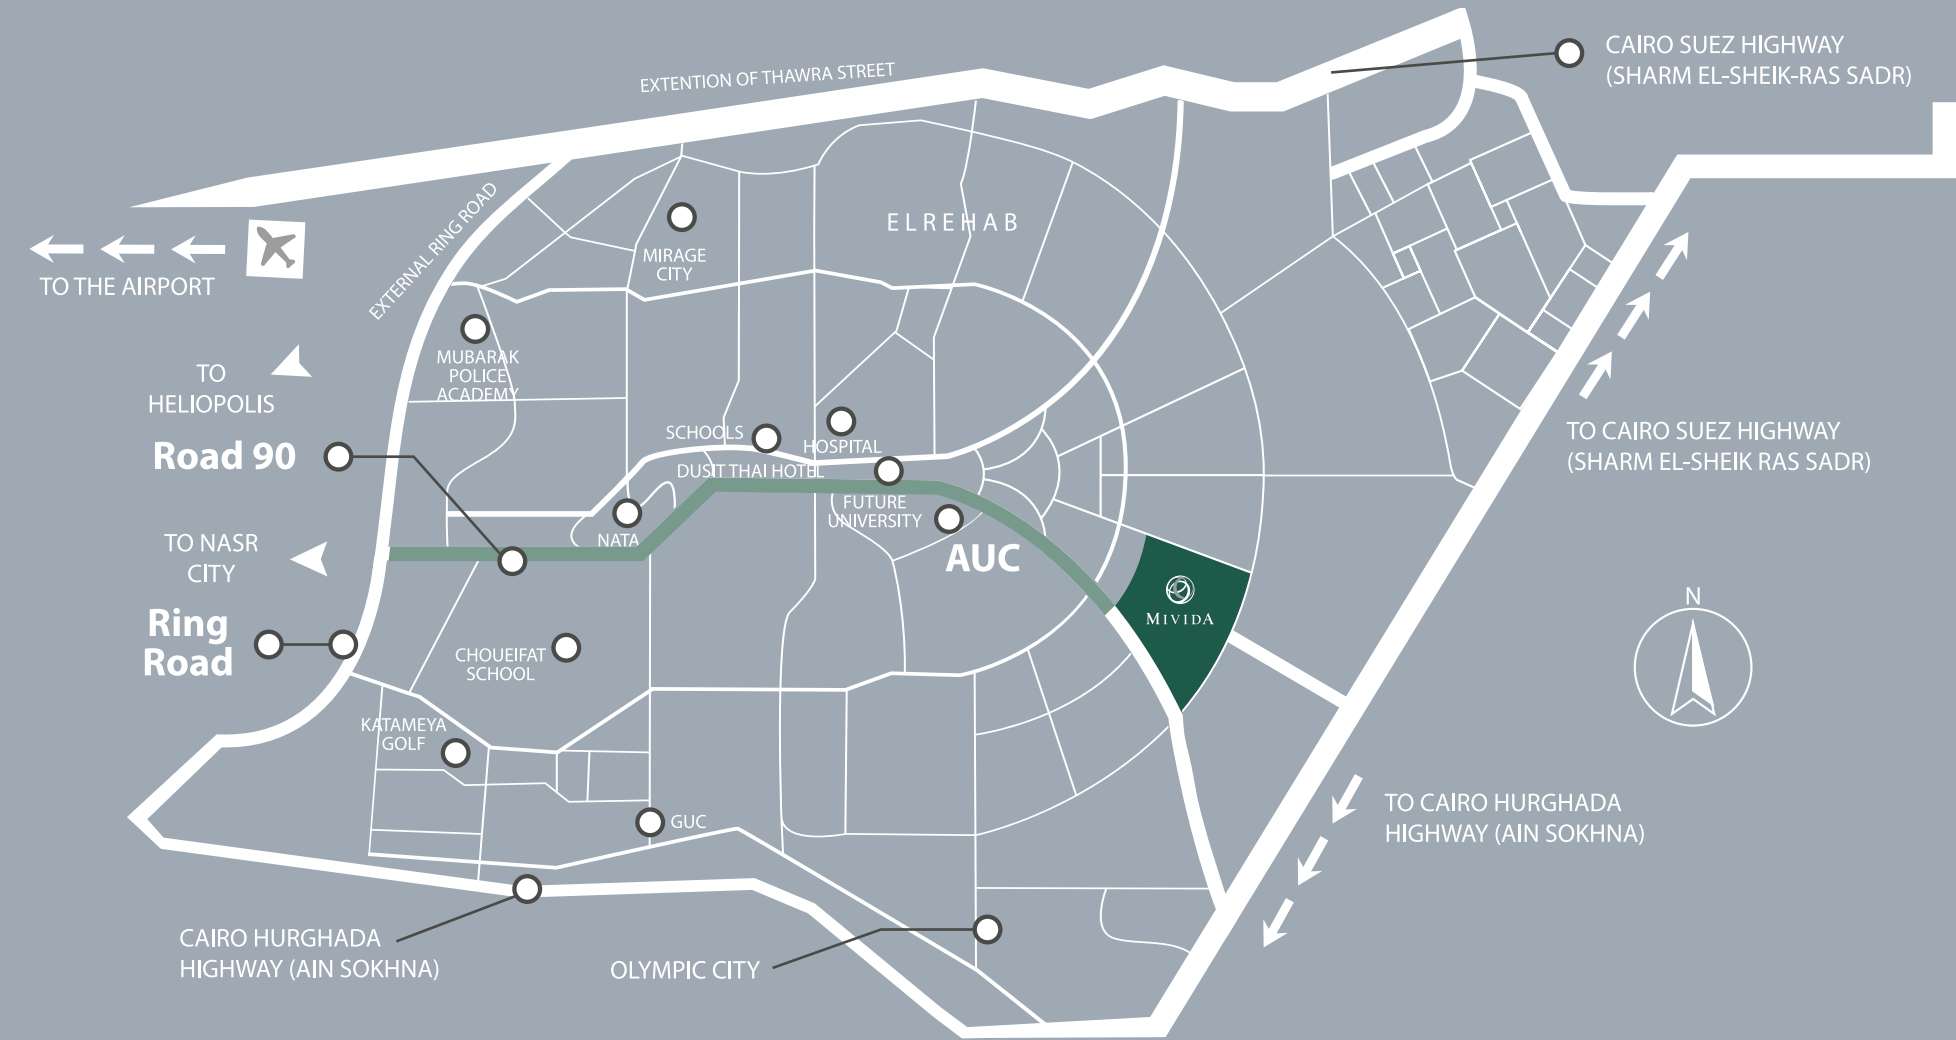 CAIRO SUEZ HIGHWAY
(SHARM EL-SHEIK-RAS SADR)
EXTENTION OF THAWRA STREET
EXTERNAL RING ROAD
ELREHAB
MIRAGE
CITY
TO THE AIRPORT
MUBARAK
POLICE
ACADEMY
TO
HELIOPOLIS
Road 90
SCHOOLS
HOSPITAL
DUSIT THAI HOTEL
TO CAIRO SUEZ HIGHWAY
(SHARM EL-SHEIK RAS SADR)
FUTURE
UNIVERSITY
NATA
AUC
TO NASR
CITY
Ring
Road
MIVIDA
N
CHOUEIFAT
SCHOOL
KATAMEYA
GOLF
GUC
TO CAIRO HURGHADA
HIGHWAY (AIN SOKHNA)
CAIRO HURGHADA
HIGHWAY (AIN SOKHNA)
OLYMPIC CITY